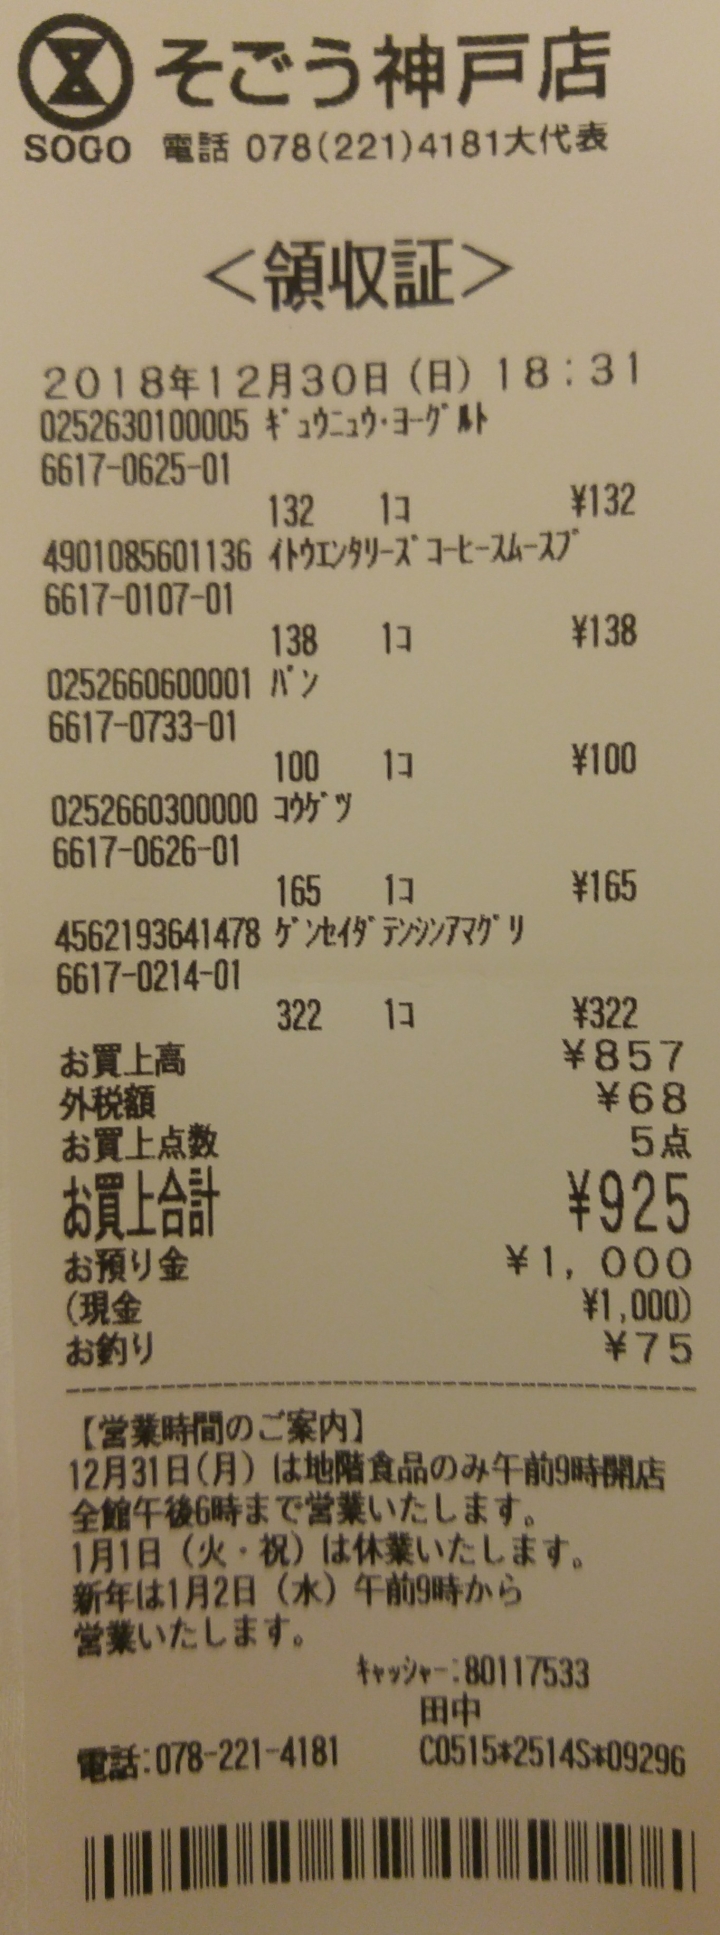 そごう神戸店
SOGO 電話 078(221)4181大代表
＜領収証＞
2018年12月30日(日) 18:31
0252630100005 ｷﾞｭｳﾆｭｳ･ﾖｰｸﾞﾙﾄ
6617-0625-01
132 1ｺ ¥132
4901085601136 ｲﾄｳｴﾝﾀﾘｰｽﾞｺｰﾋｰｽﾑｰｽﾌﾞ
6617-0107-01
138 1ｺ ¥138
0252660600001 ﾊﾟﾝ
6617-0733-01
100 1ｺ ¥100
0252660300000 ｺｳｹﾞﾂ
6617-0626-01
165 1ｺ ¥165
4562193641478 ｹﾞﾝｾｲﾀﾞﾃﾝｼﾝｱﾏｸﾞﾘ
6617-0214-01
322 1ｺ ¥322
お買上高 ¥857
外税額 ¥68
お買上点数 5点
お買上合計 ¥925
お預り金 ¥1,000
(現金 ¥1,000)
お釣り ¥75
【営業時間のご案内】
12月31日(月)は地階食品のみ午前9時開店
全館午後6時まで営業いたします。
1月1日（火・祝）は休業いたします。
新年は1月2日（水）午前9時から
営業いたします。
ｷｬｯｼｬｰ:80117533
田中
電話:078-221-4181 C0515*2514S*09296